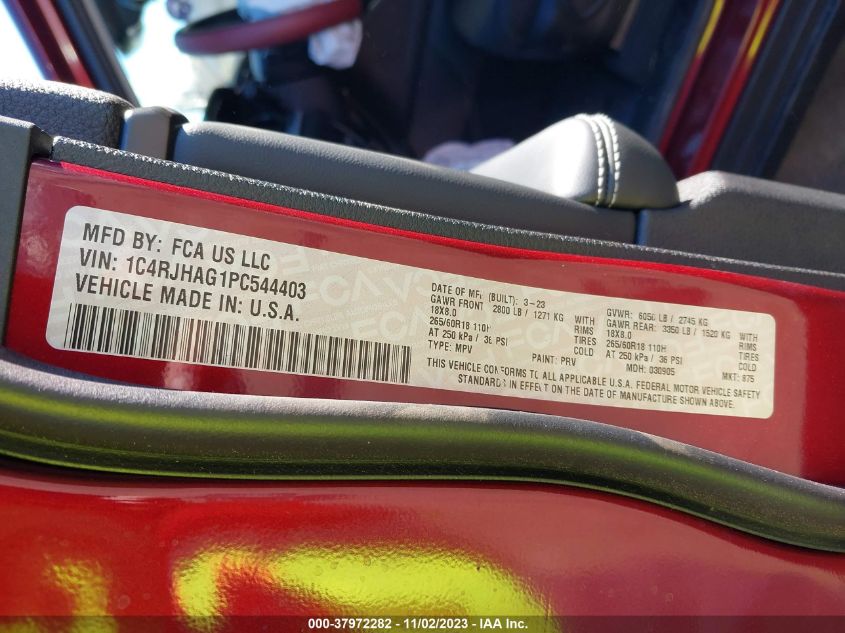 MFD BY: FCA US LLC
VIN: 1C4RJHAG1PC544403
VEHICLE MADE IN: U.S.A.
DATE OF MFR (BUILT): 3-23
GVWR: 6050 LB / 2745 KG
GAWR FRONT 2800 LB / 1271 KG WITH
GAWR REAR: 3350 LB / 1520 KG WITH
18X8.0 RIMS
18X8.0 RIMS
265/60R18 110H TIRES
265/60R18 110H TIRES
AT 250 kPa / 36 PSI COLD
AT 250 kPa / 36 PSI COLD
TYPE: MPV PAINT: PRV MDH: 030905 MKT: 875
THIS VEHICLE CONFORMS TO ALL APPLICABLE U.S.A. FEDERAL MOTOR VEHICLE SAFETY
STANDARDS IN EFFECT ON THE DATE OF MANUFACTURE SHOWN ABOVE.
000-37972282 - 11/02/2023 - IAA Inc.